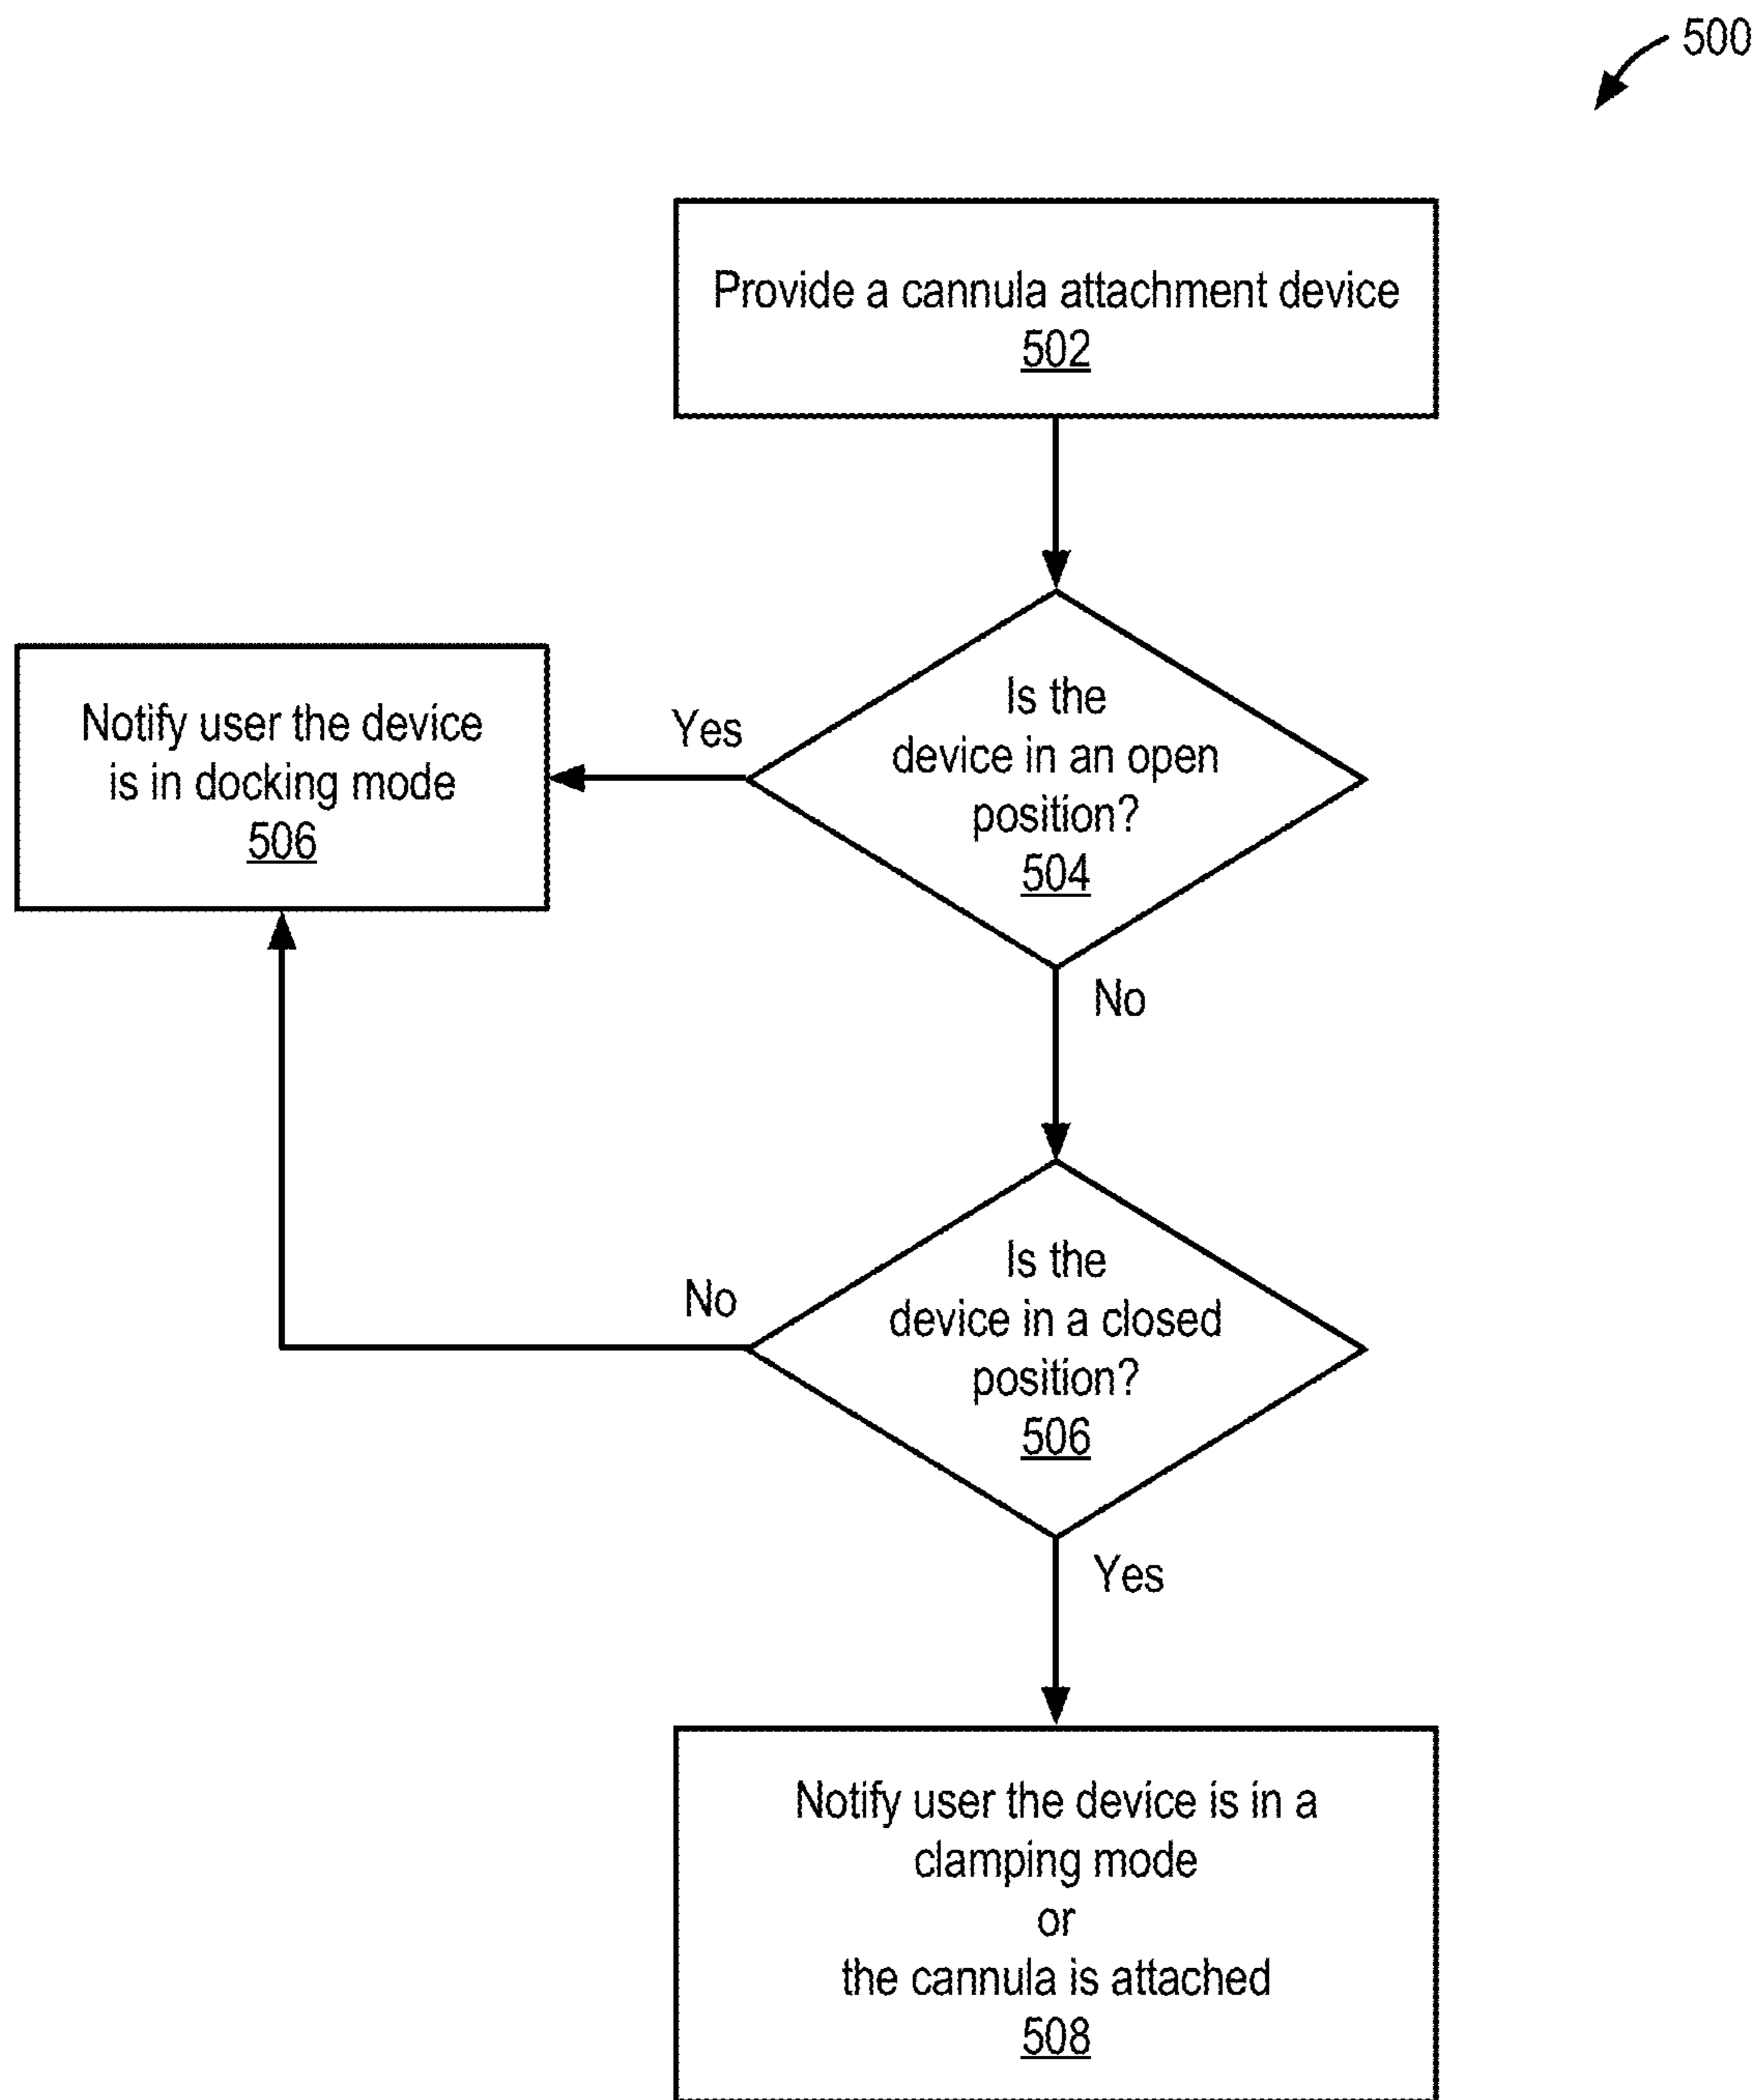 500
Provide a cannula attachment device
502
Is the
device in an open
position?
504
Yes
Notify user the device
is in docking mode
506
No
Is the
device in a closed
position?
506
No
Yes
Notify user the device is in a
clamping mode
or
the cannula is attached
508